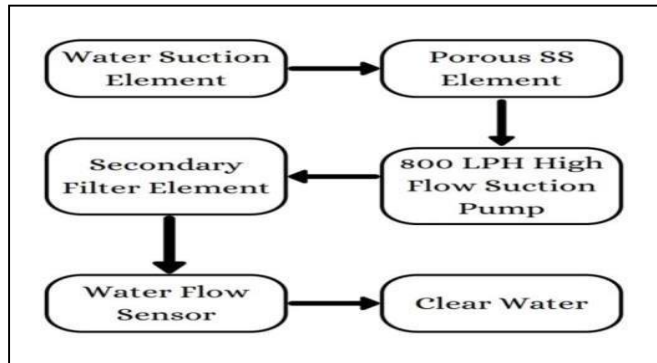 Water Suction
Element
Porous SS
Element
800 LPH High
Flow Suction
Pump
Secondary
Filter Element
Water Flow
Sensor
Clear Water